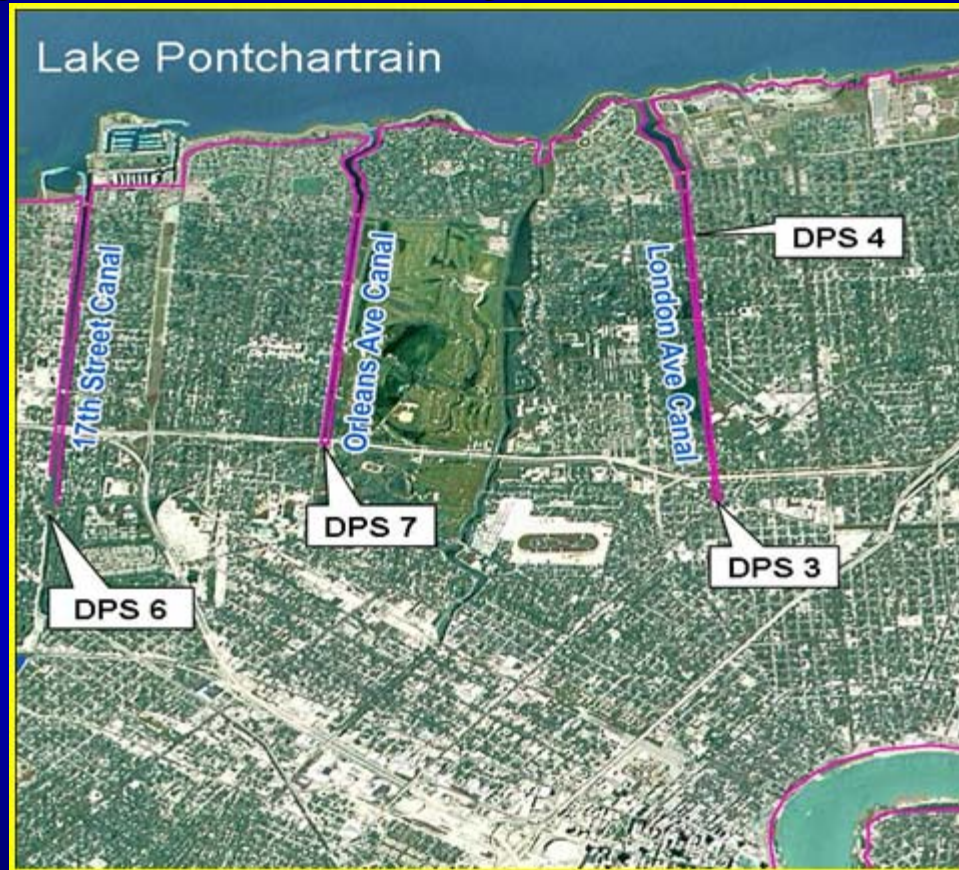 Lake Pontchartrain
17th Street Canal
Orleans Ave Canal
London Ave Canal
DPS 4
DPS 7
DPS 3
DPS 6